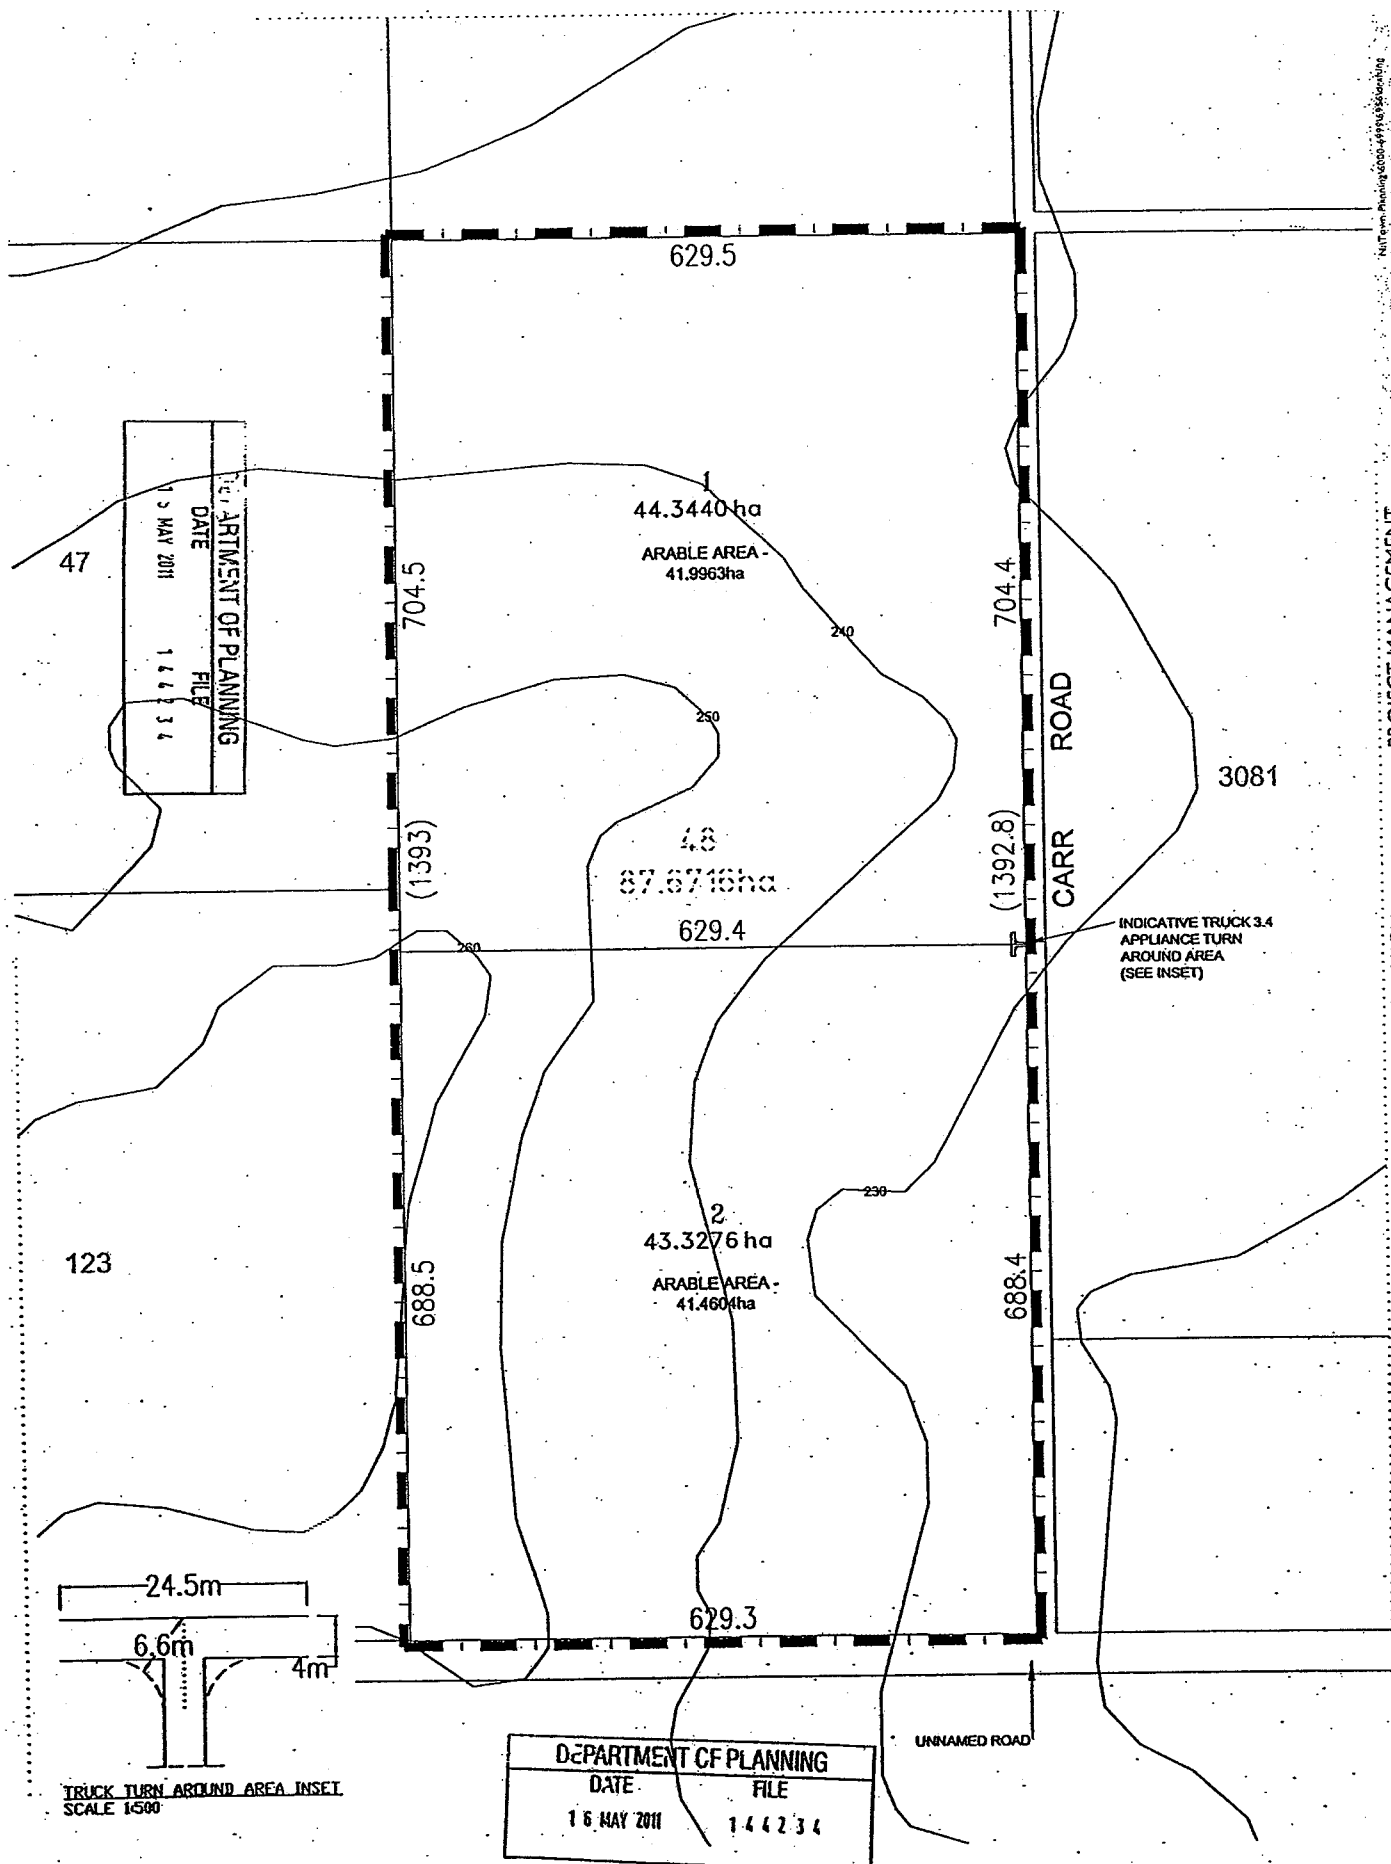 629.5
1
44.3440 ha
ARABLE AREA -
41.9963ha
704.5
704.4
47
ARTMENT OF PLANNING
DATE FILE
MAY 2011
240
250
ROAD
CARR
3081
(1393)
(1392.8)
48
87.6716ha
629.4
260
INDICATIVE TRUCK 3.4
APPLIANCE TURN
AROUND AREA
(SEE INSET)
230
2
43.3276 ha
ARABLE AREA -
41.4604ha
123
688.5
688.4
629.3
24.5m
6.6m
4m
TRUCK TURN AROUND AREA INSET
SCALE 1:500
UNNAMED ROAD
DEPARTMENT OF PLANNING
DATE FILE
16 MAY 2011 144234